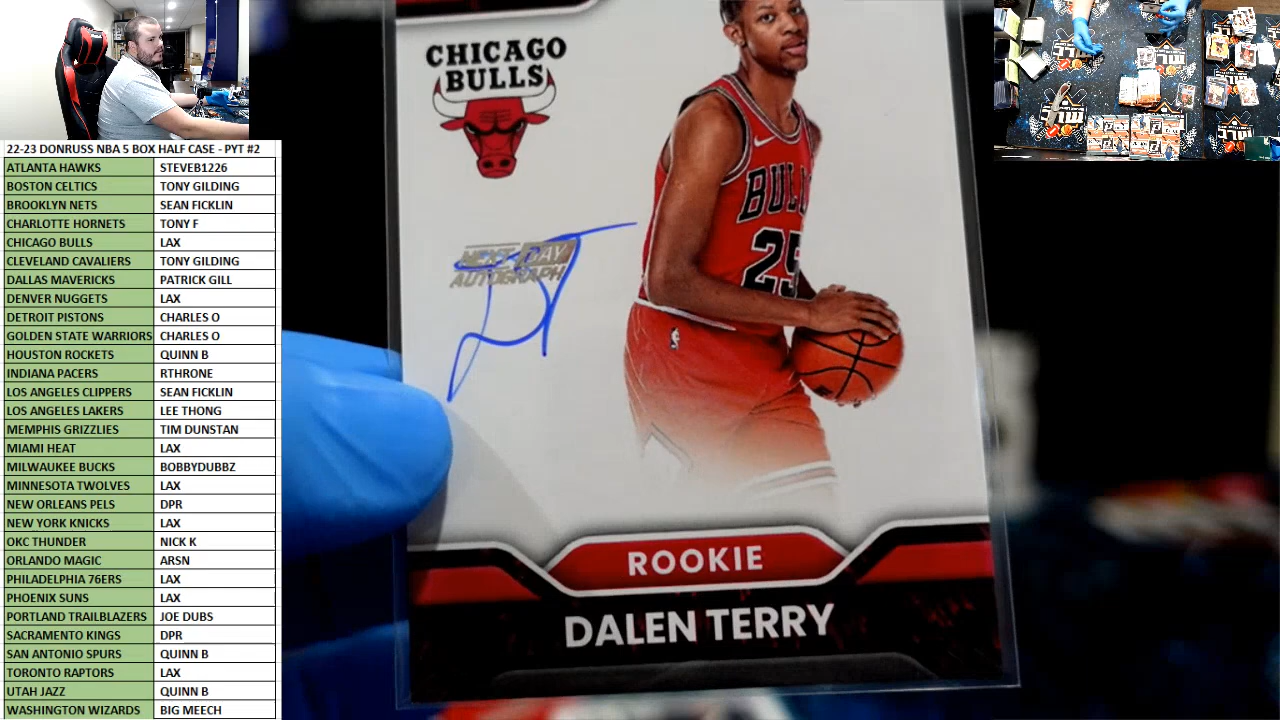 22-23 DONRUSS NBA 5 BOX HALF CASE - PYT #2
ATLANTA HAWKS STEVEB1226
BOSTON CELTICS TONY GILDING
BROOKLYN NETS SEAN FICKLIN
CHARLOTTE HORNETS TONY F
CHICAGO BULLS LAX
CLEVELAND CAVALIERS TONY GILDING
DALLAS MAVERICKS PATRICK GILL
DENVER NUGGETS LAX
DETROIT PISTONS CHARLES O
GOLDEN STATE WARRIORS CHARLES O
HOUSTON ROCKETS QUINN B
INDIANA PACERS RTHRONE
LOS ANGELES CLIPPERS SEAN FICKLIN
LOS ANGELES LAKERS LEE THONG
MEMPHIS GRIZZLIES TIM DUNSTAN
MIAMI HEAT LAX
MILWAUKEE BUCKS BOBBYDUBBZ
MINNESOTA TWOLVES LAX
NEW ORLEANS PELS DPR
NEW YORK KNICKS LAX
OKC THUNDER NICK K
ORLANDO MAGIC ARSN
PHILADELPHIA 76ERS LAX
PHOENIX SUNS LAX
PORTLAND TRAILBLAZERS JOE DUBS
SACRAMENTO KINGS DPR
SAN ANTONIO SPURS QUINN B
TORONTO RAPTORS LAX
UTAH JAZZ QUINN B
WASHINGTON WIZARDS BIG MEECH
CHICAGO
BULLS
BULL
25
NEXT DAY
AUTOGRAPH
ROOKIE
DALEN TERRY